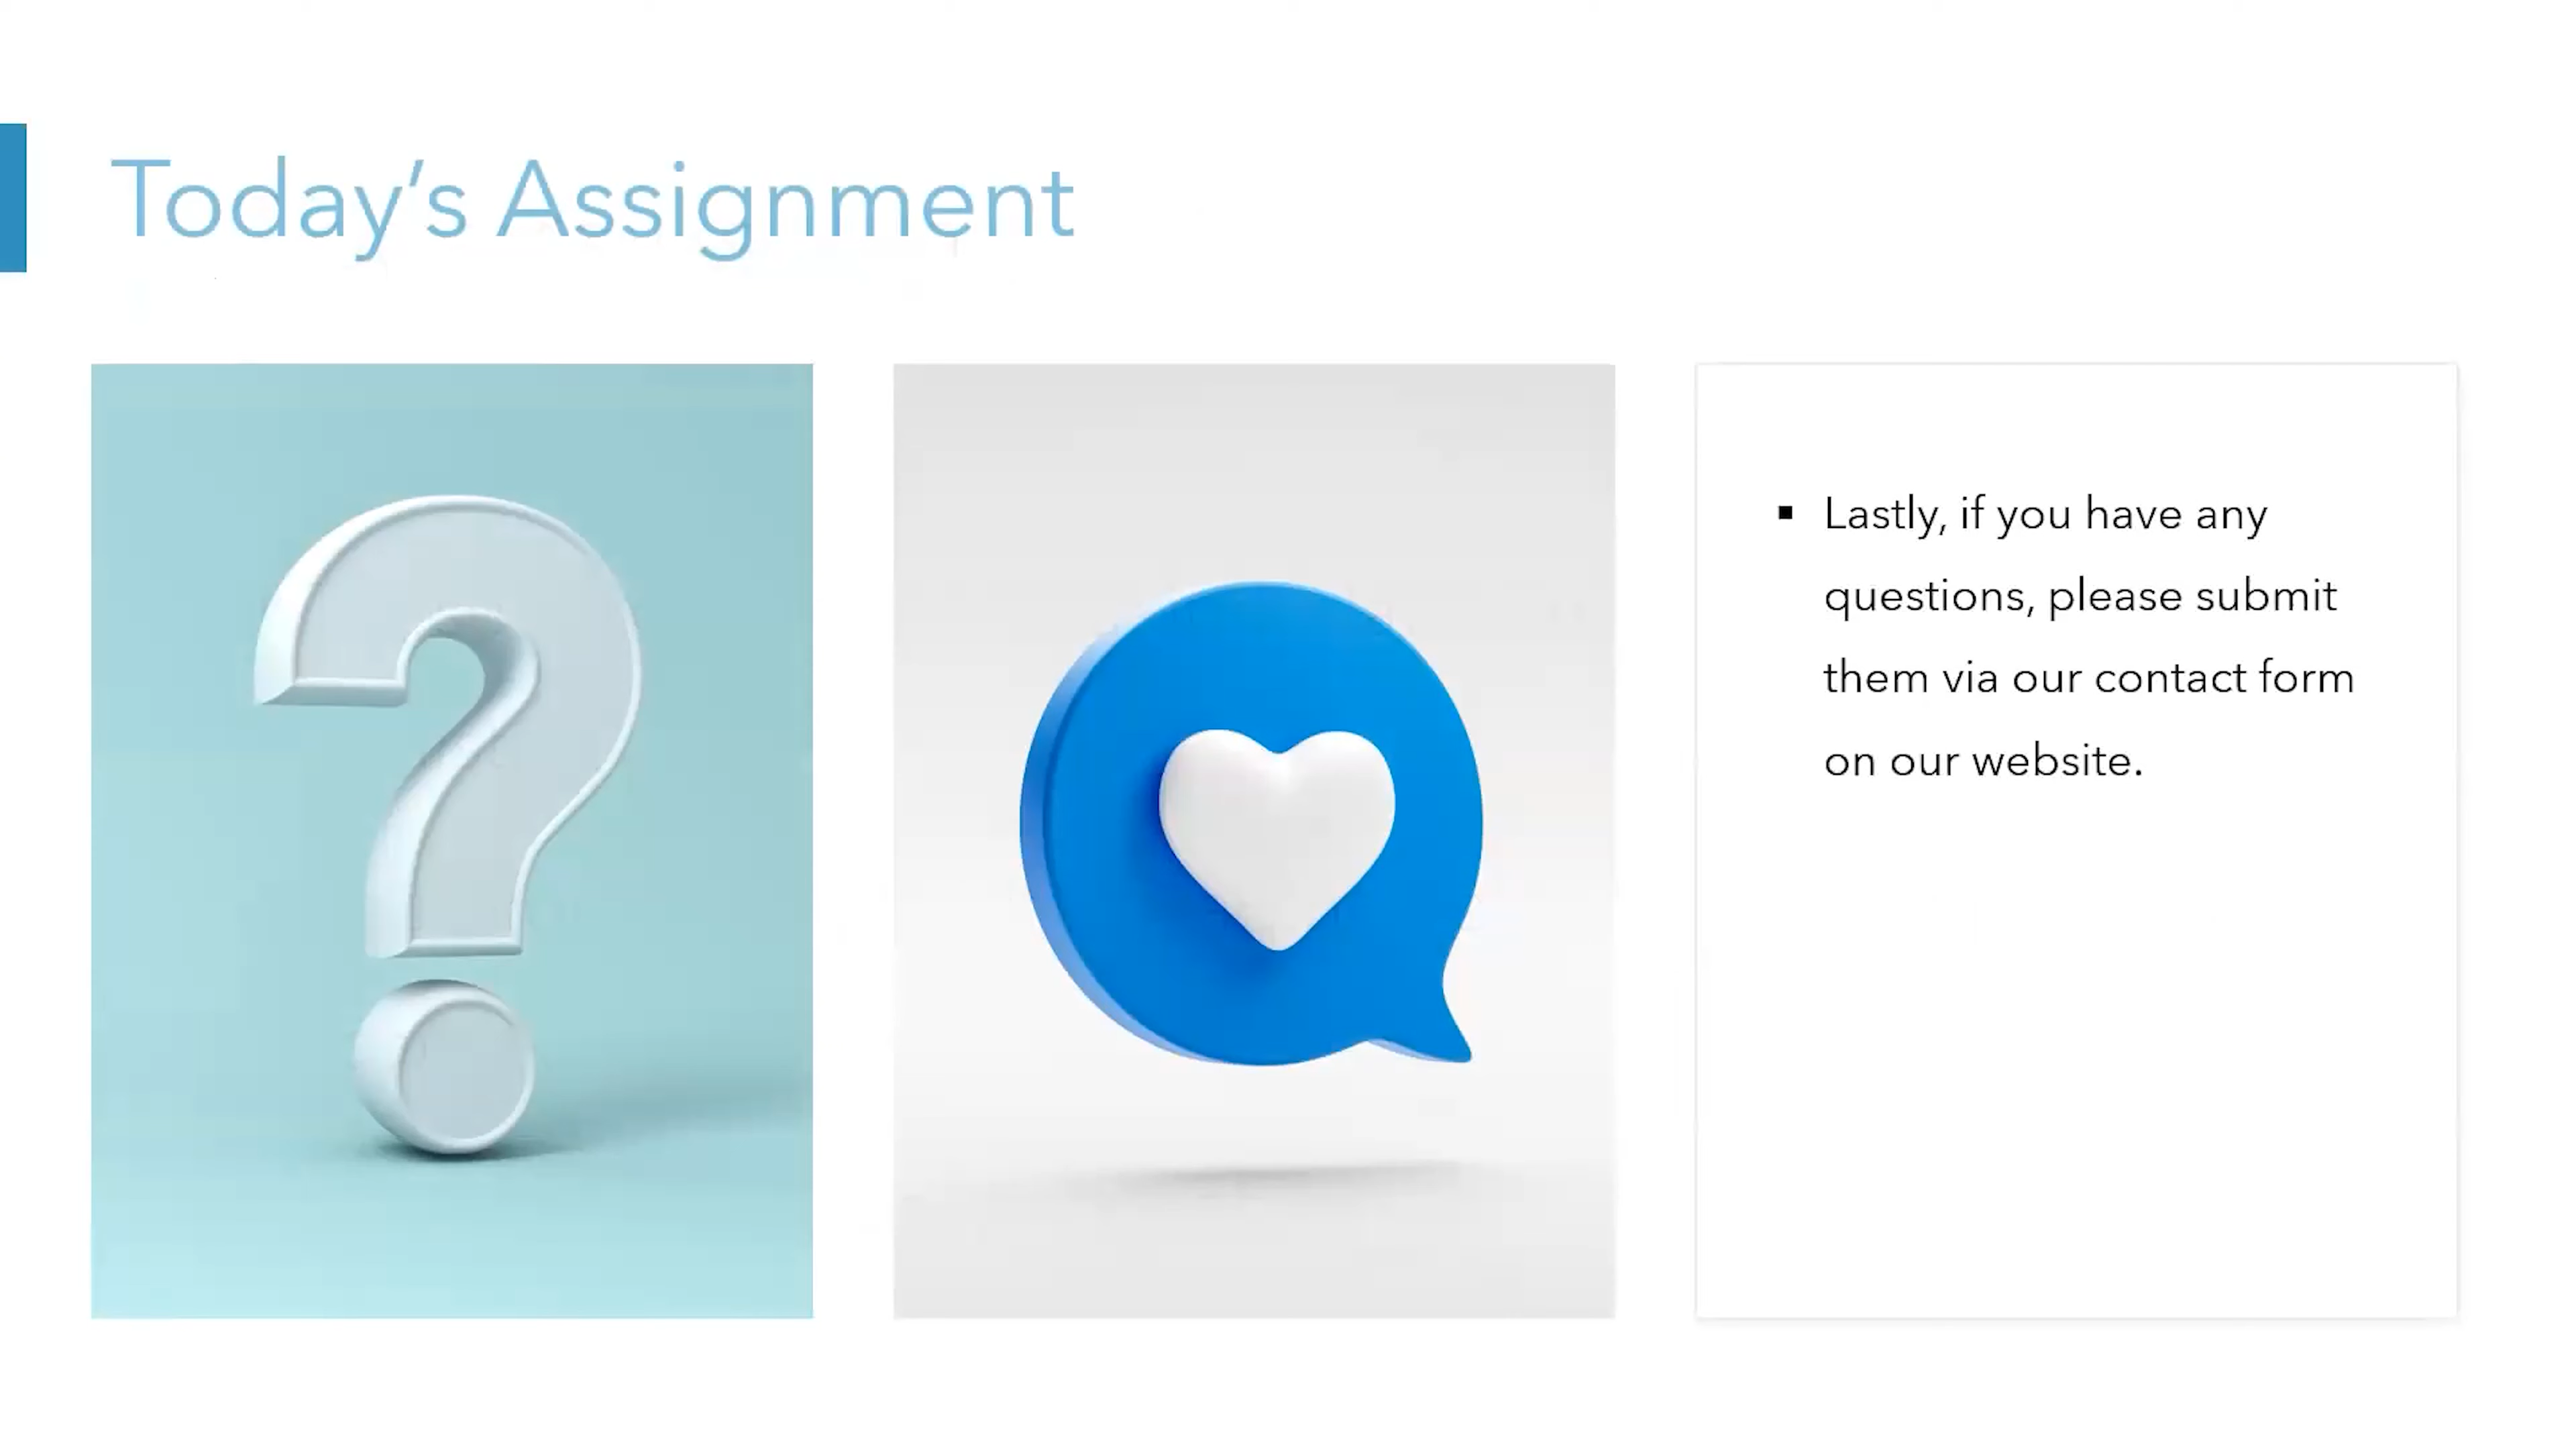 Today’s Assignment
▪ Lastly, if you have any
questions, please submit
them via our contact form
on our website.